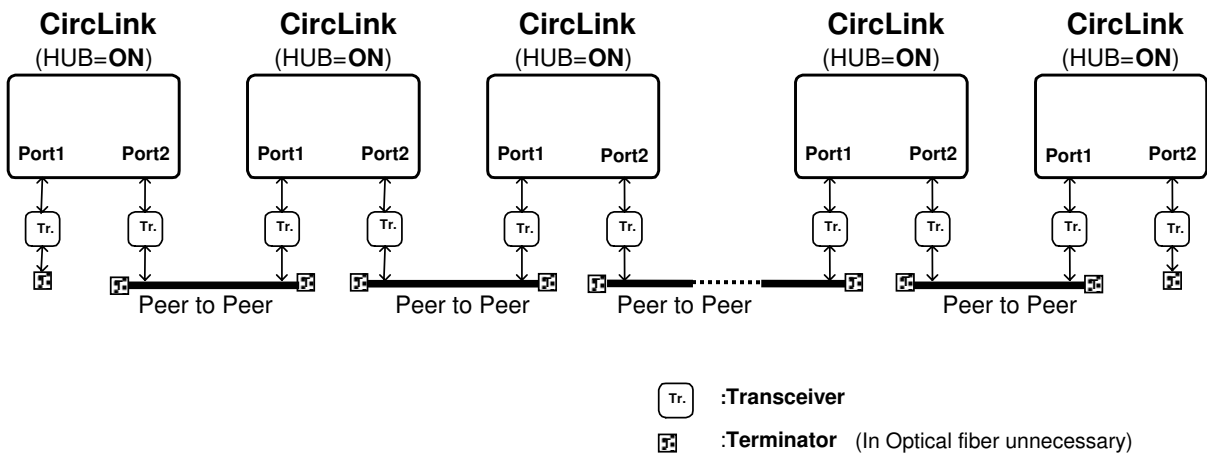 CircLink CircLink CircLink CircLink CircLink
(HUB=ON) (HUB=ON) (HUB=ON) (HUB=ON) (HUB=ON)
Port1 Port2 Port1 Port2 Port1 Port2 Port1 Port2 Port1 Port2
Tr. Tr. Tr. Tr. Tr. Tr. Tr. Tr. Tr. Tr.
Peer to Peer Peer to Peer Peer to Peer Peer to Peer
Tr. :Transceiver
:Terminator (In Optical fiber unnecessary)